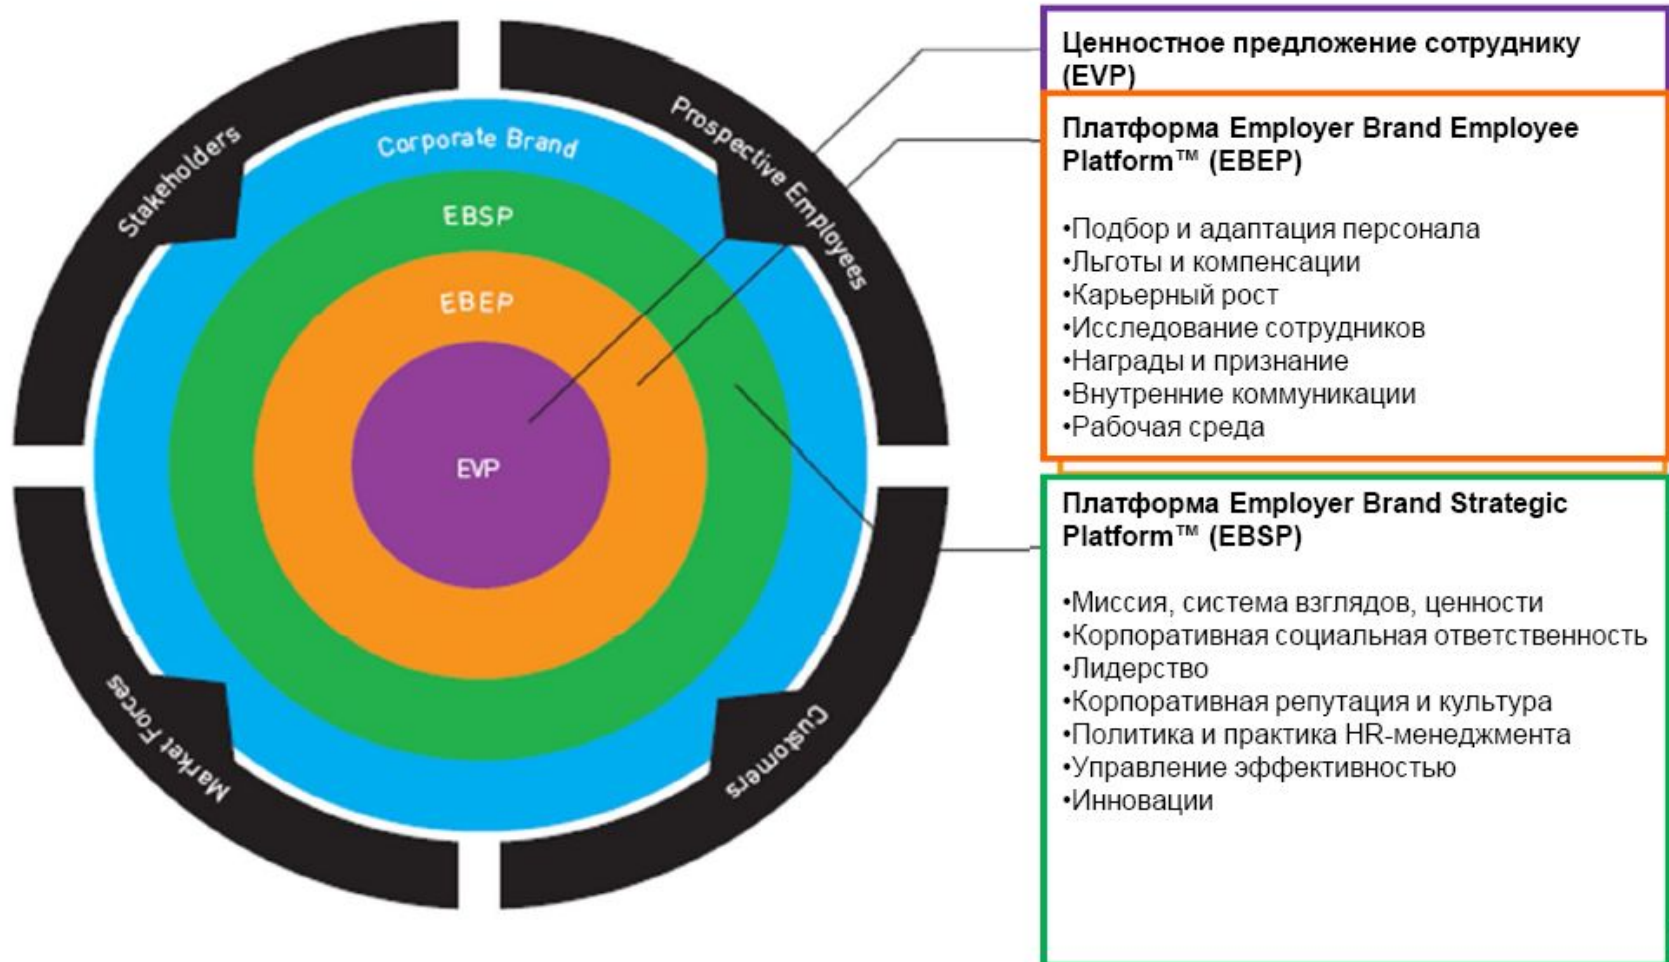 Stakeholders
Prospective Employees
Corporate Brand
EBSP
EBEP
EVP
Market Forces
Customers
Ценностное предложение сотруднику
(EVP)
Платформа Employer Brand Employee
Platform™ (EBEP)
•Подбор и адаптация персонала
•Льготы и компенсации
•Карьерный рост
•Исследование сотрудников
•Награды и признание
•Внутренние коммуникации
•Рабочая среда
Платформа Employer Brand Strategic
Platform™ (EBSP)
•Миссия, система взглядов, ценности
•Корпоративная социальная ответственность
•Лидерство
•Корпоративная репутация и культура
•Политика и практика HR-менеджмента
•Управление эффективностью
•Инновации